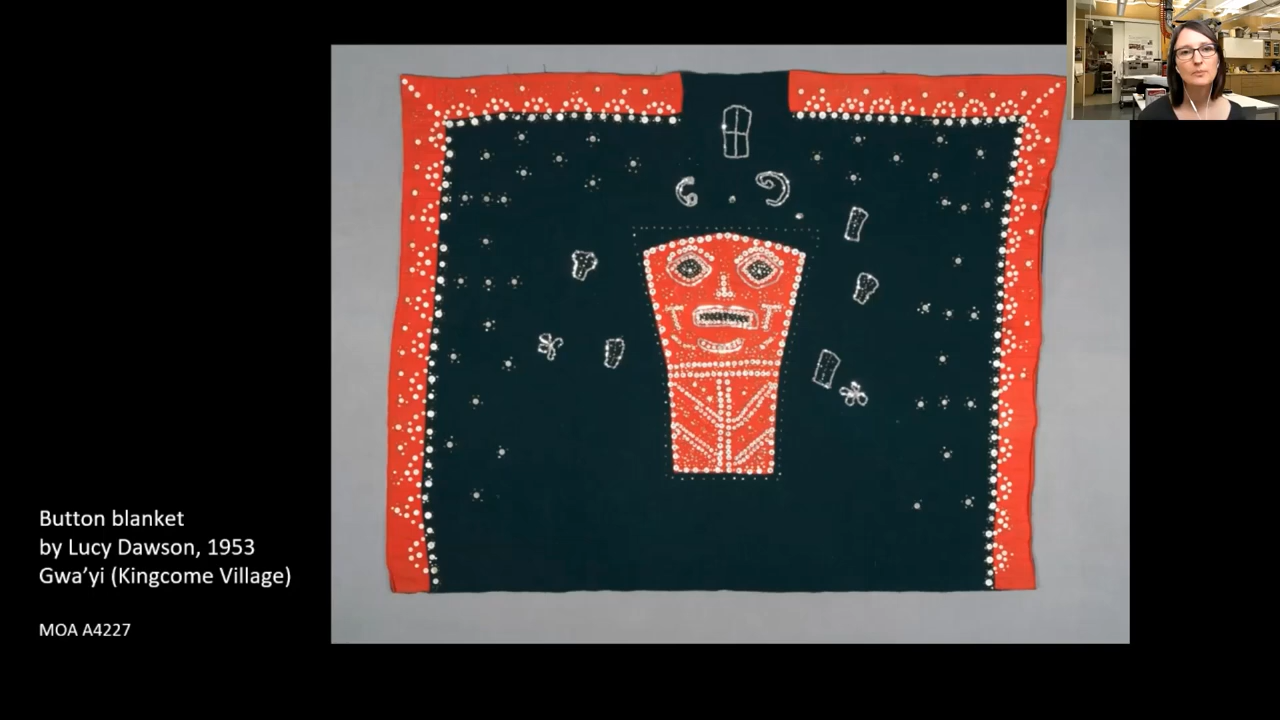 Button blanket
by Lucy Dawson, 1953
Gwa’yi (Kingcome Village)
MOA A4227